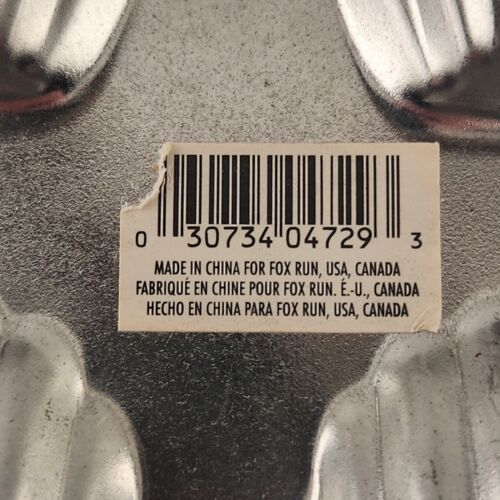 0 30734 04729 3
MADE IN CHINA FOR FOX RUN, USA, CANADA
FABRIQUÉ EN CHINE POUR FOX RUN. É.-U., CANADA
HECHO EN CHINA PARA FOX RUN, USA, CANADA